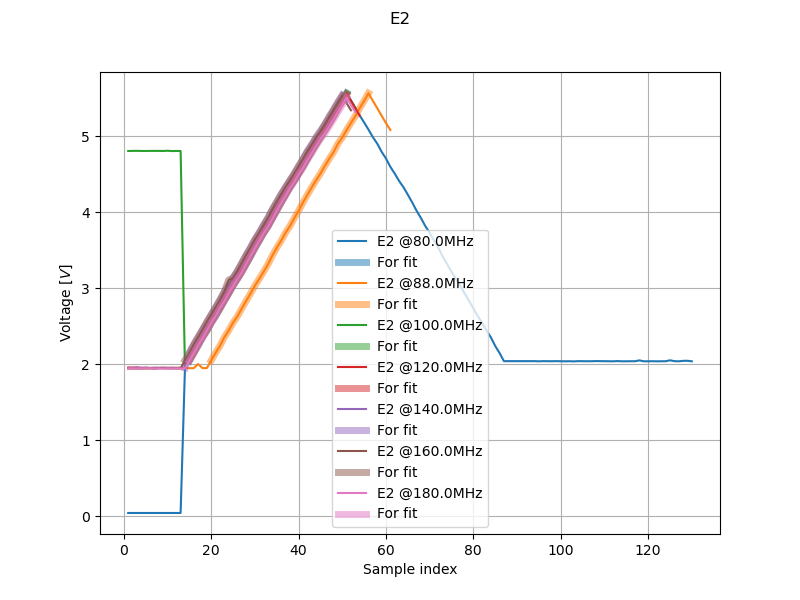 E2
5
4
3
2
1
0
Voltage [V]
E2 @80.0MHz
For fit
E2 @88.0MHz
For fit
E2 @100.0MHz
For fit
E2 @120.0MHz
For fit
E2 @140.0MHz
For fit
E2 @160.0MHz
For fit
E2 @180.0MHz
For fit
0 20 40 60 80 100 120
Sample index